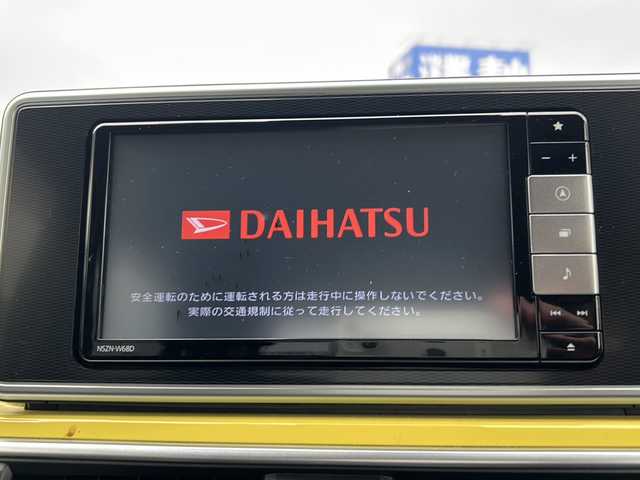 DAIHATSU
安全運転のために運転される方は走行中に操作しないでください。
実際の交通規制に従って走行してください。
NSZN-W68D